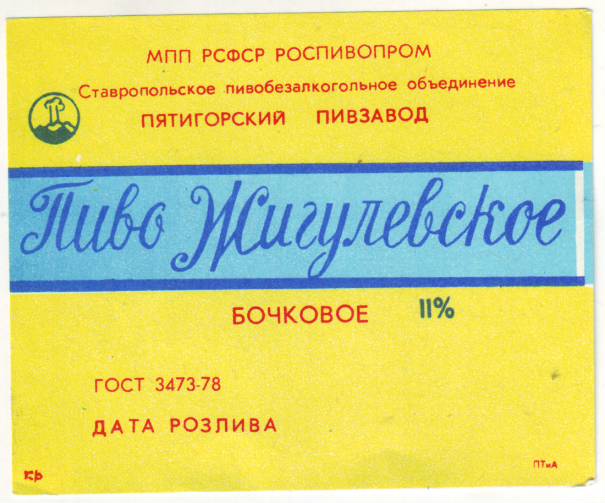 МПП РСФСР РОСПИВОПРОМ
Ставропольское пивобезалкогольное объединение
ПЯТИГОРСКИЙ ПИВЗАВОД
Пиво Жигулевское
БОЧКОВОЕ 11%
ГОСТ 3473-78
ДАТА РОЗЛИВА
ПТиА